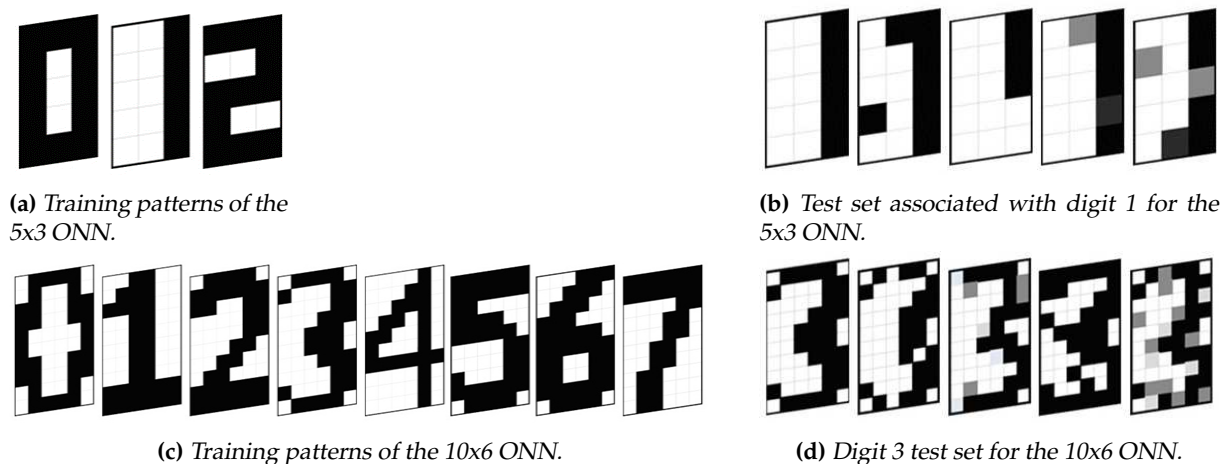 (a) Training patterns of the
5x3 ONN.
(b) Test set associated with digit 1 for the
5x3 ONN.
(c) Training patterns of the 10x6 ONN.
(d) Digit 3 test set for the 10x6 ONN.